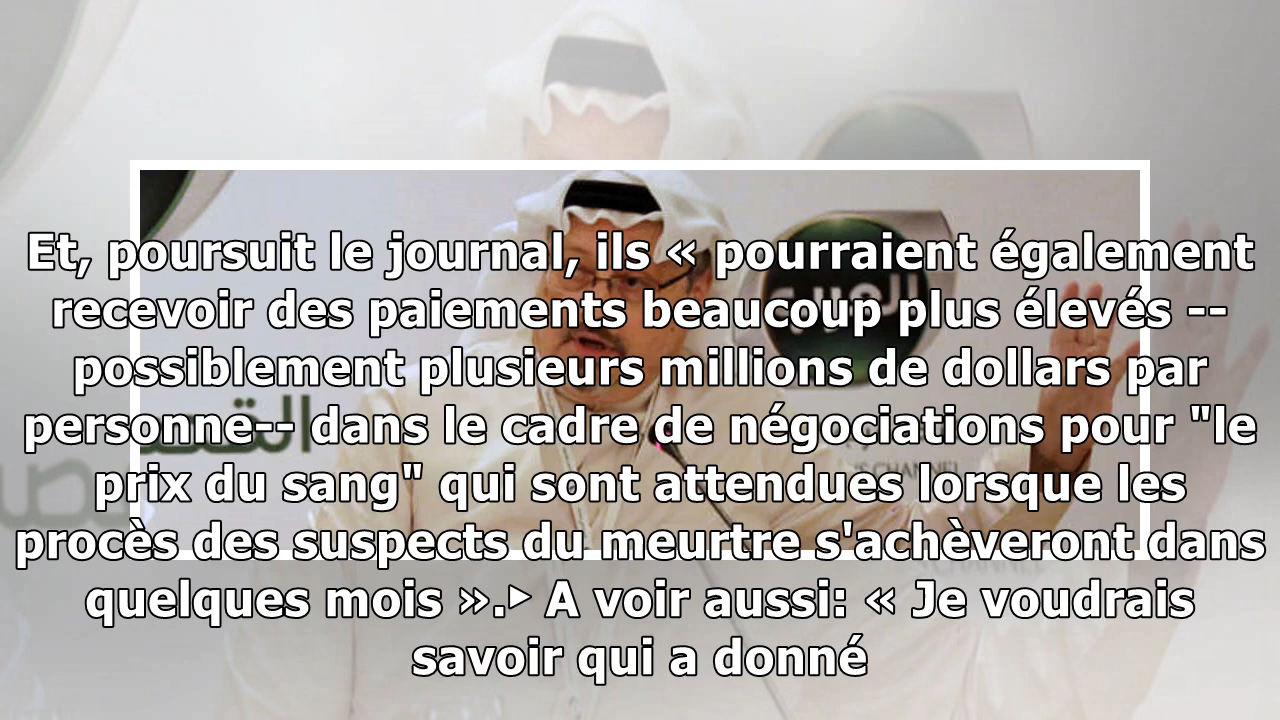 Et, poursuit le journal, ils « pourraient également
recevoir des paiements beaucoup plus élevés --
possiblement plusieurs millions de dollars par
personne-- dans le cadre de négociations pour "le
prix du sang" qui sont attendues lorsque les
procès des suspects du meurtre s'achèveront dans
quelques mois ».▶ A voir aussi: « Je voudrais
savoir qui a donné